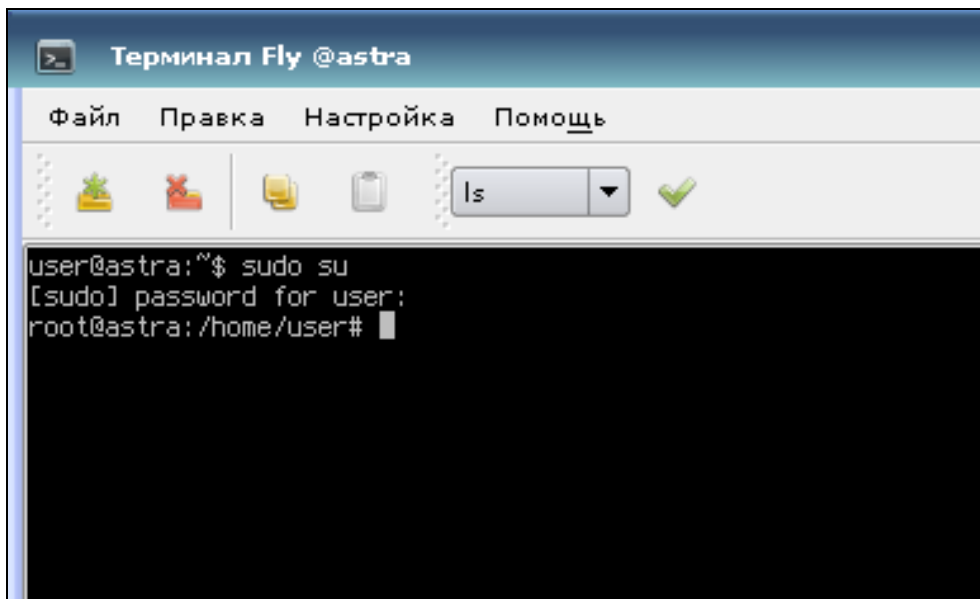 Терминал Fly @astra
Файл Правка Настройка Помощь
ls
user@astra:~$ sudo su
[sudo] password for user:
root@astra:/home/user#